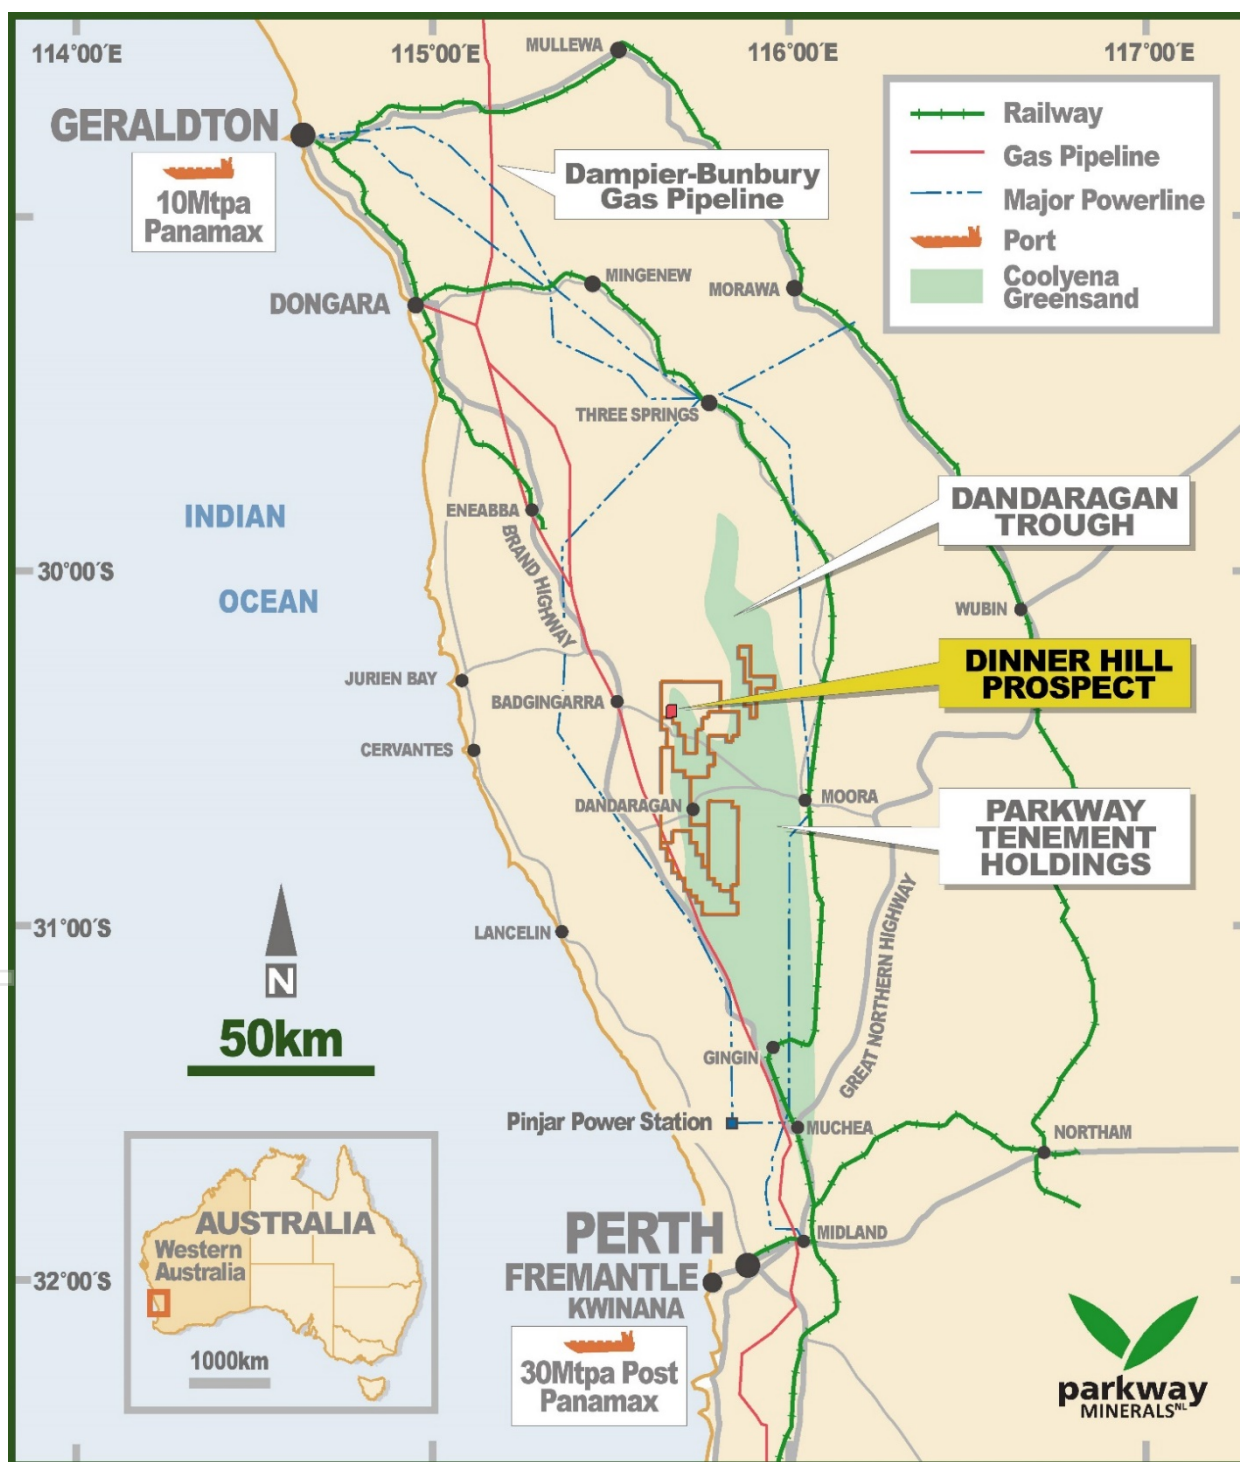 114°00′E
115°00′E
116°00′E
117°00′E
MULLEWA
GERALDTON
10Mtpa
Panamax
Dampier-Bunbury
Gas Pipeline
Railway
Gas Pipeline
Major Powerline
Port
Coolyena
Greensand
MINGENEW
MORAWA
DONGARA
THREE SPRINGS
DANDARAGAN
TROUGH
ENEABBA
INDIAN
OCEAN
BRAND HIGHWAY
30°00′S
WUBIN
DINNER HILL
PROSPECT
JURIEN BAY
BADGINGARRA
CERVANTES
DANDARAGAN
MOORA
PARKWAY
TENEMENT
HOLDINGS
31°00′S
LANCELIN
GREAT NORTHERN HIGHWAY
N
50km
GINGIN
Pinjar Power Station
MUCHEA
NORTHAM
AUSTRALIA
Western
Australia
1000km
PERTH
MIDLAND
FREMANTLE
KWINANA
32°00′S
30Mtpa Post
Panamax
parkway
MINERALS NL